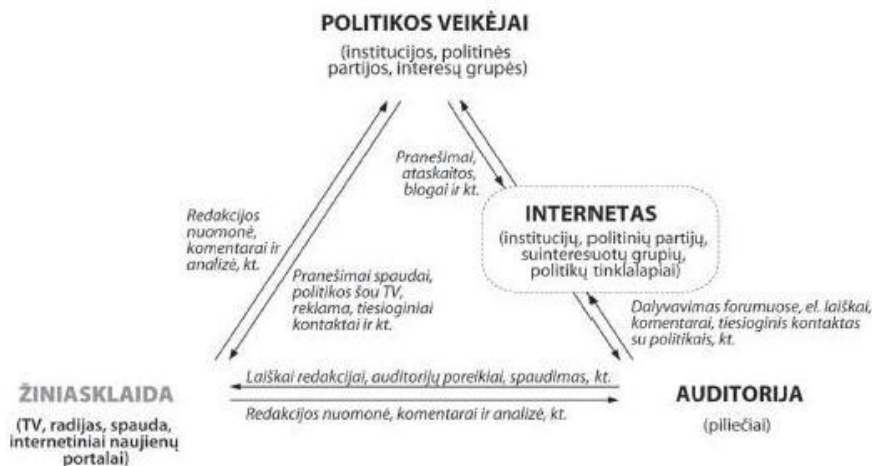 POLITIKOS VEIKĖJAI
(institucijos, politinės
partijos, interesų grupės)
Pranešimai,
ataskaitos,
blogai ir kt.
Redakcijos
nuomonė,
komentarai ir
analizė, kt.
INTERNETAS
(institucijų, politinių partijų,
suinteresuotų grupių,
politikų tinklalapiai)
Pranešimai spaudai,
politikos šou TV,
reklama, tiesioginiai
kontaktai ir kt.
Dalyvavimas forumuose, el. laiškai,
komentarai, tiesioginis kontaktas
su politikais, kt.
Laiškai redakcijai, auditorijų poreikiai, spaudimas, kt.
ŽINIASKLAIDA
(TV, radijas, spauda,
internetiniai naujienų
portalai)
Redakcijos nuomonė, komentarai ir analizė, kt.
AUDITORIJA
(piliečiai)